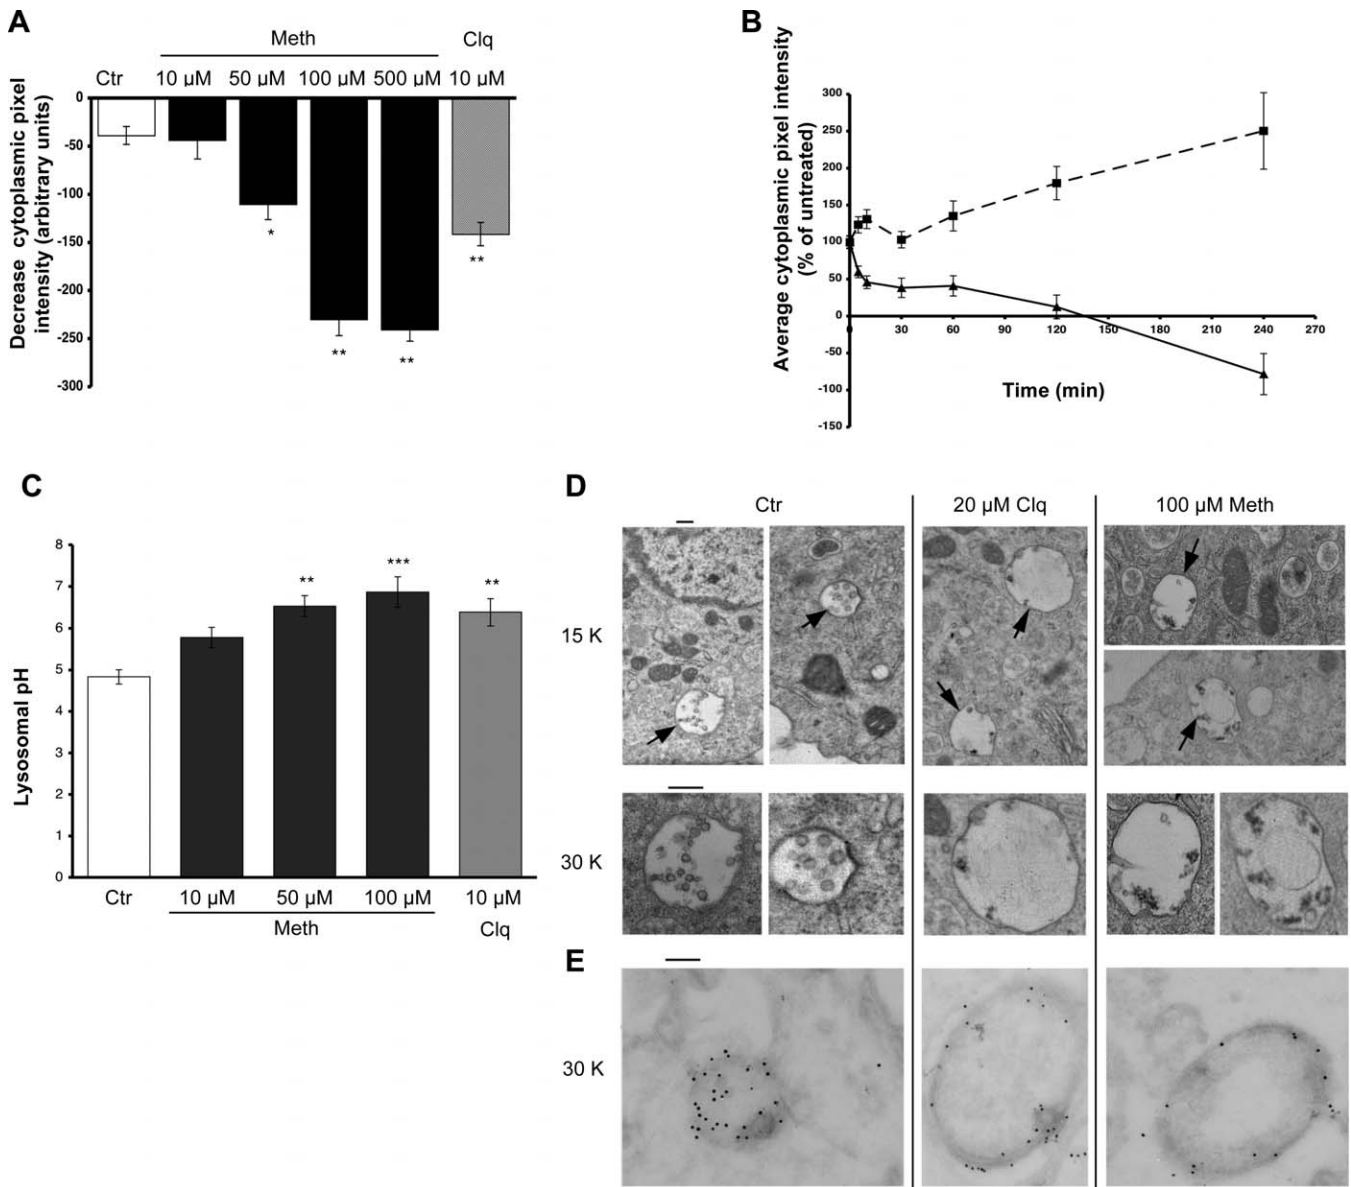 A
Meth
Clq
Ctr
10 µM
50 µM
100 µM
500 µM
10 µM
Decrease cytoplasmic pixel
intensity (arbitrary units)
0
-50
-100
-150
-200
-250
-300
*
**
**
**
B
Average cytoplasmic pixel intensity
(% of untreated)
300
250
200
150
100
50
0
-50
-100
-150
0
30
60
90
120
150
180
210
240
270
Time (min)
C
Lysosomal pH
8
7
6
5
4
3
2
1
0
**
***
**
Ctr
10 µM
50 µM
100 µM
10 µM
Meth
Clq
D
Ctr
20 µM Clq
100 µM Meth
15 K
30 K
E
30 K